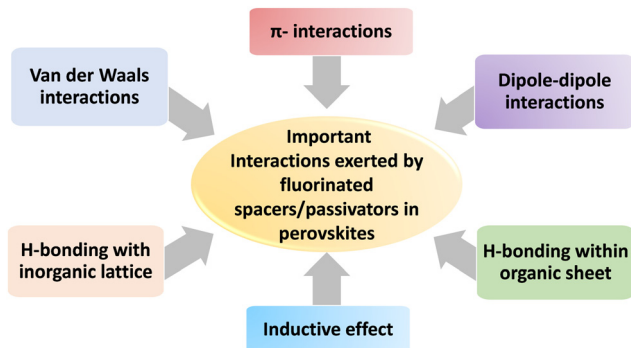 π- interactions
Van der Waals
interactions
Dipole-dipole
interactions
Important
Interactions exerted by
fluorinated
spacers/passivators in
perovskites
H-bonding with
inorganic lattice
H-bonding within
organic sheet
Inductive effect